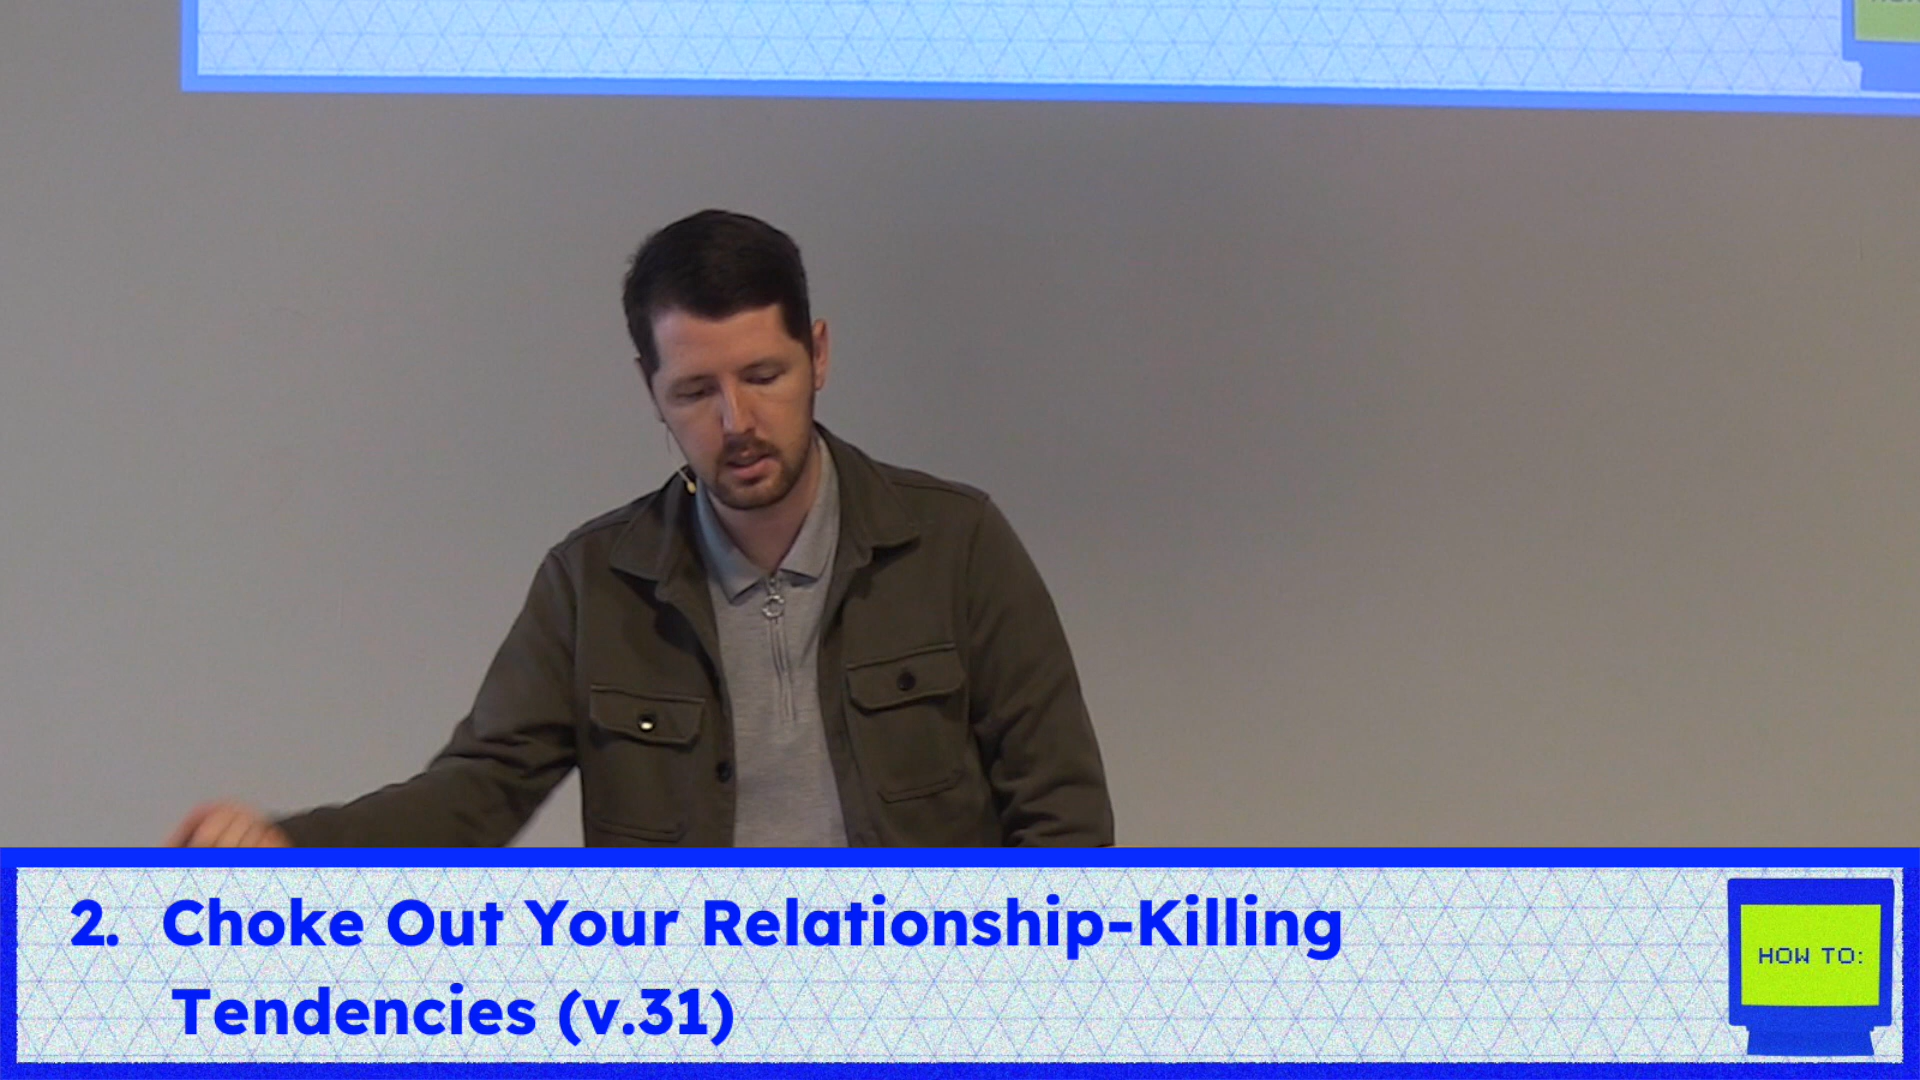 2. Choke Out Your Relationship-Killing
Tendencies (v.31)
HOW TO: